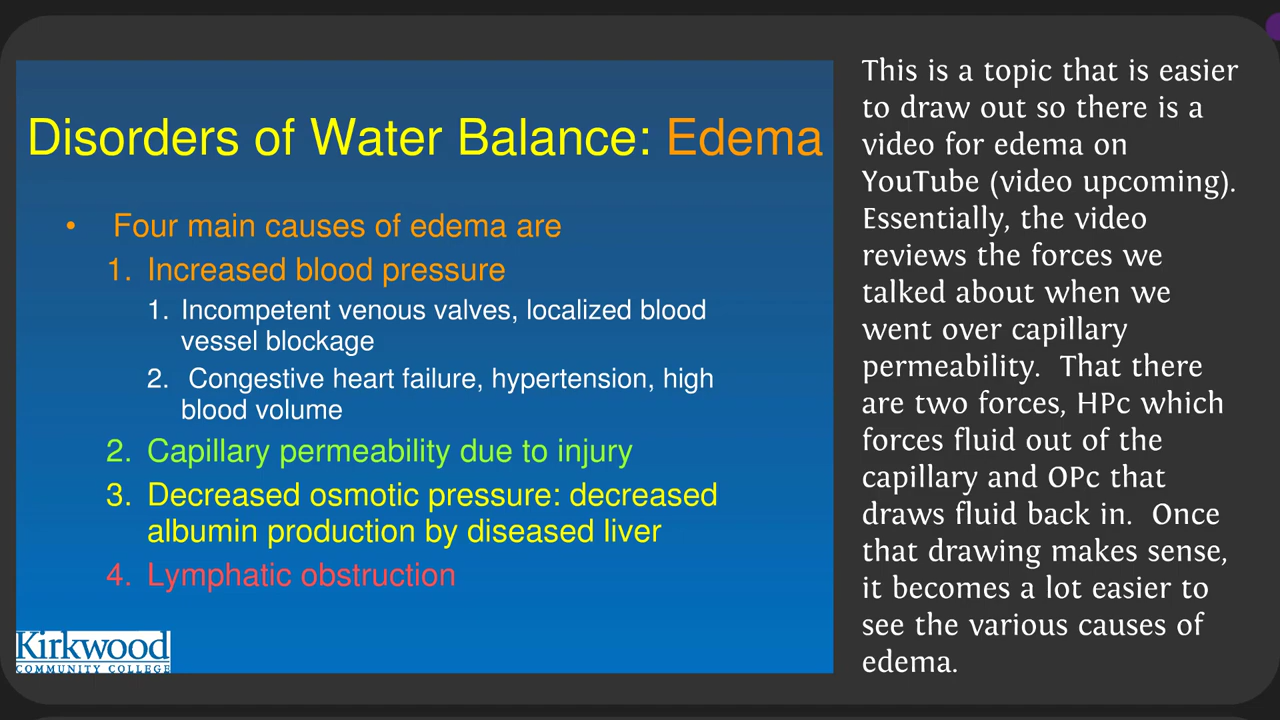 Disorders of Water Balance: Edema
• Four main causes of edema are
1. Increased blood pressure
1. Incompetent venous valves, localized blood
vessel blockage
2. Congestive heart failure, hypertension, high
blood volume
2. Capillary permeability due to injury
3. Decreased osmotic pressure: decreased
albumin production by diseased liver
4. Lymphatic obstruction
Kirkwood
COMMUNITY COLLEGE
This is a topic that is easier
to draw out so there is a
video for edema on
YouTube (video upcoming).
Essentially, the video
reviews the forces we
talked about when we
went over capillary
permeability. That there
are two forces, HPc which
forces fluid out of the
capillary and OPc that
draws fluid back in. Once
that drawing makes sense,
it becomes a lot easier to
see the various causes of
edema.